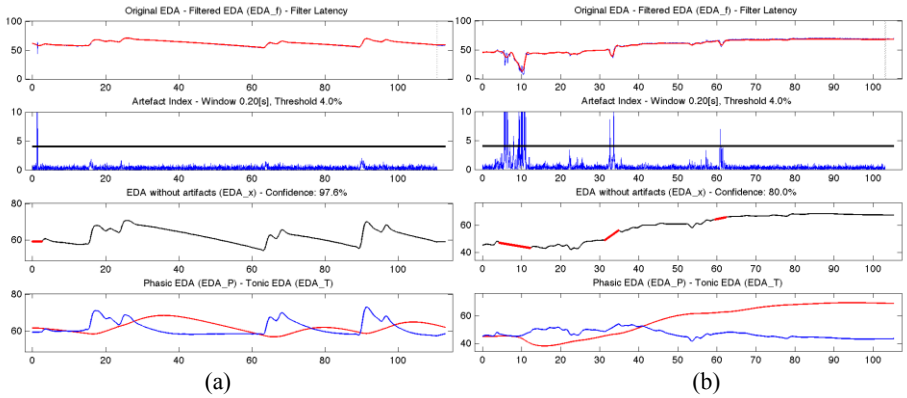 Original EDA - Filtered EDA (EDA_f) - Filter Latency
100
50
0
0 20 40 60 80 100
Artefact Index - Window 0.20[s], Threshold 4.0%
10
5
0
0 20 40 60 80 100
EDA without artifacts (EDA_x) - Confidence: 97.6%
80
60
0 20 40 60 80 100
Phasic EDA (EDA_P) - Tonic EDA (EDA_T)
80
60
0 20 40 60 80 100
(a)
Original EDA - Filtered EDA (EDA_f) - Filter Latency
100
50
0
0 10 20 30 40 50 60 70 80 90 100
Artefact Index - Window 0.20[s], Threshold 4.0%
10
5
0
0 10 20 30 40 50 60 70 80 90 100
EDA without artifacts (EDA_x) - Confidence: 80.0%
60
40
0 10 20 30 40 50 60 70 80 90 100
Phasic EDA (EDA_P) - Tonic EDA (EDA_T)
60
40
0 10 20 30 40 50 60 70 80 90 100
(b)